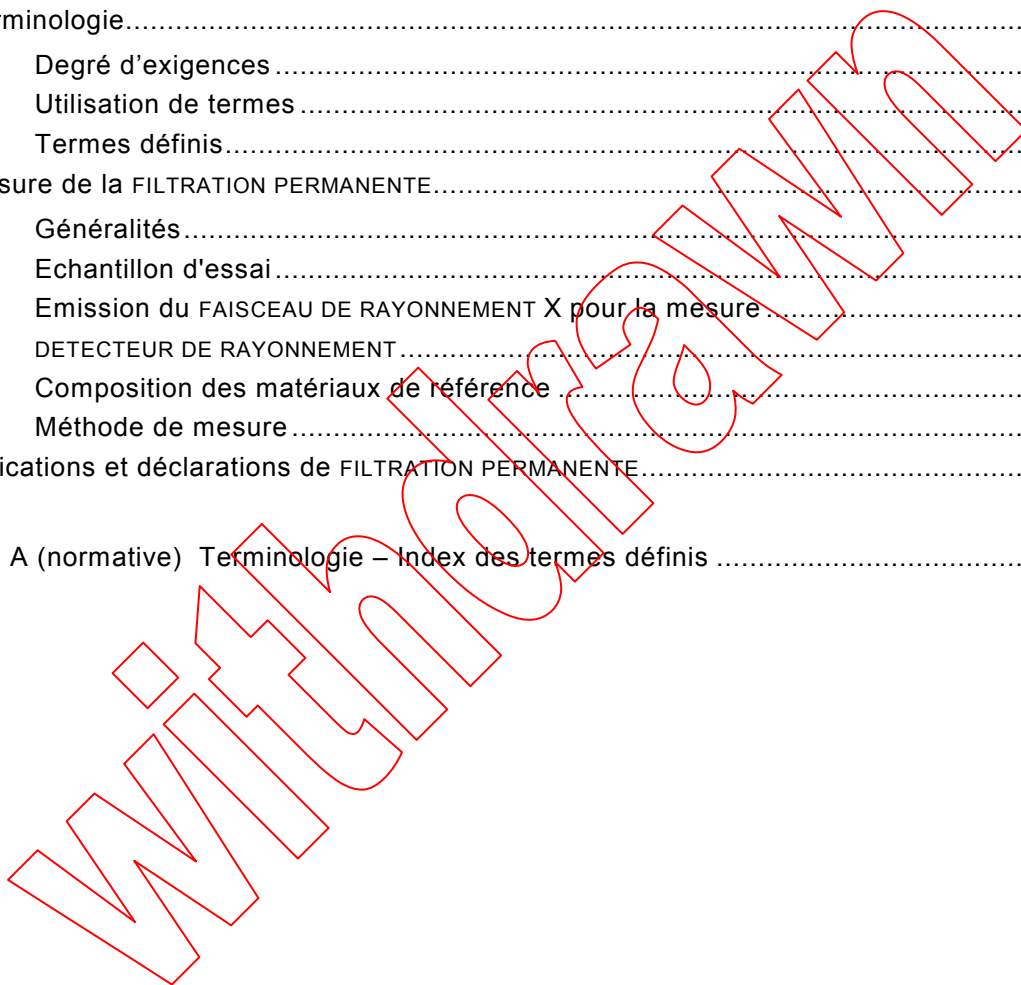 rminologie
Degré d’exigences
Utilisation de termes
Termes définis
sure de la FILTRATION PERMANENTE
Généralités
Echantillon d'essai
Emission du FAISCEAU DE RAYONNEMENT X pour la mesure
DETECTEUR DE RAYONNEMENT
Composition des matériaux de référence
Méthode de mesure
ications et déclarations de FILTRATION PERMANENTE
A (normative) Terminologie – Index des termes définis
withdrawn